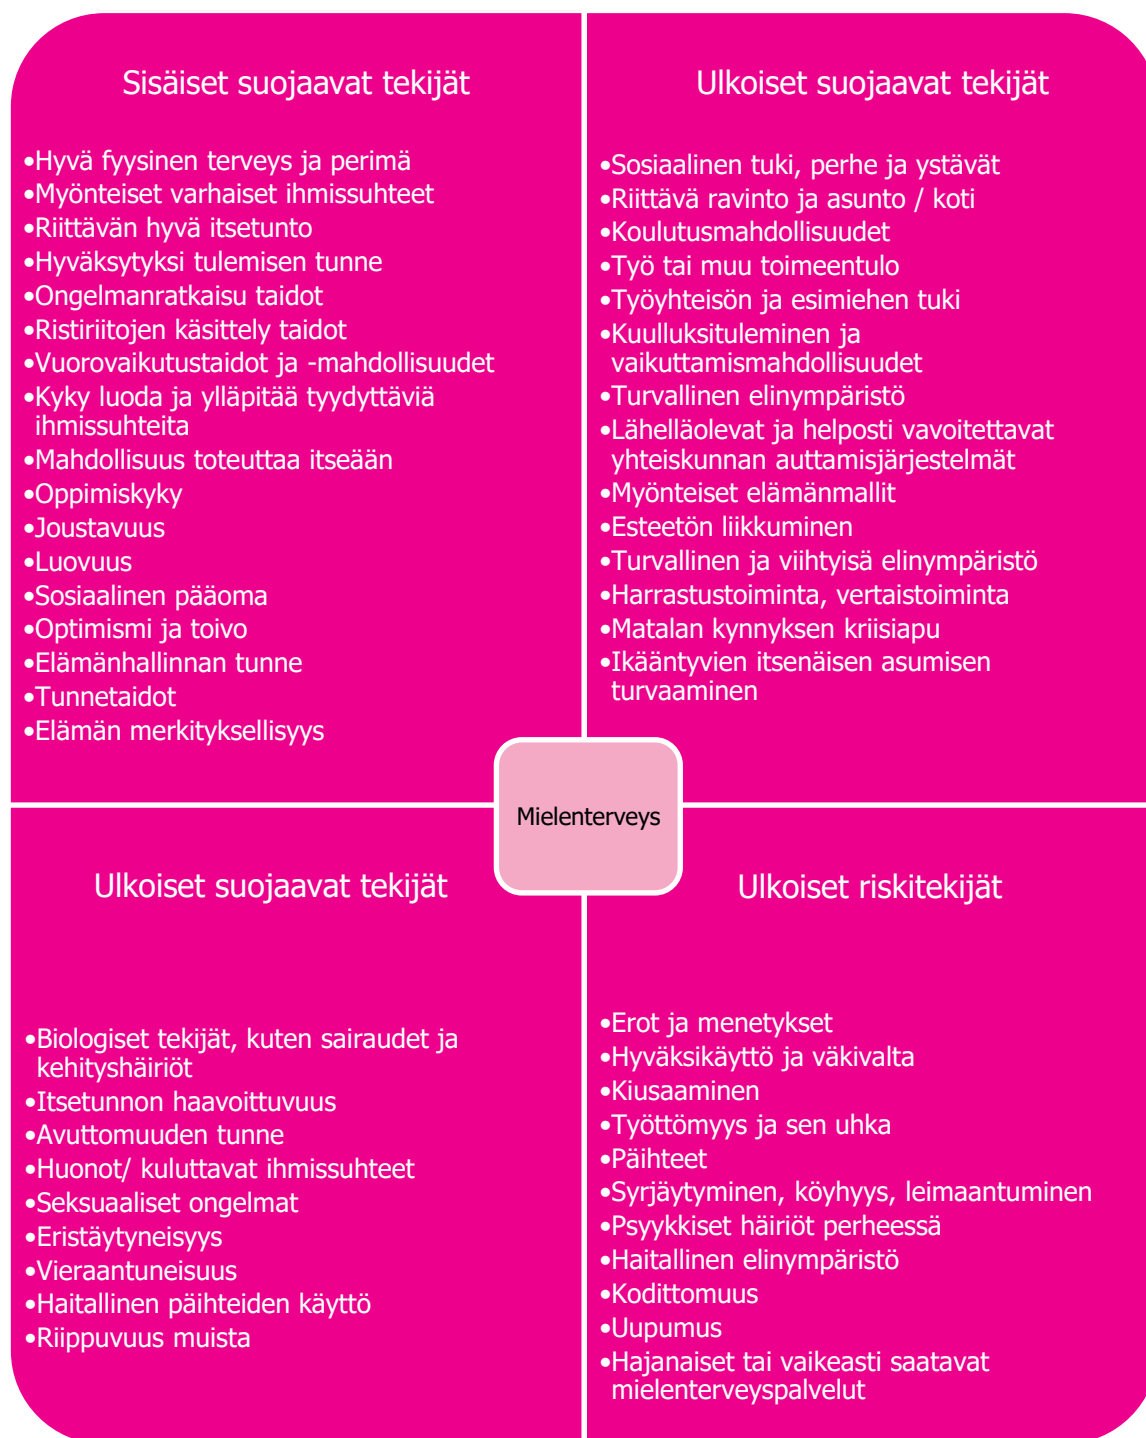 Sisäiset suojaavat tekijät
•Hyvä fyysinen terveys ja perimä
•Myönteiset varhaiset ihmissuhteet
•Riittävän hyvä itsetunto
•Hyväksytyksi tulemisen tunne
•Ongelmanratkaisu taidot
•Ristiriitojen käsittely taidot
•Vuorovaikutustaidot ja -mahdollisuudet
•Kyky luoda ja ylläpitää tyydyttäviä
ihmissuhteita
•Mahdollisuus toteuttaa itseään
•Oppimiskyky
•Joustavuus
•Luovuus
•Sosiaalinen pääoma
•Optimismi ja toivo
•Elämänhallinnan tunne
•Tunnetaidot
•Elämän merkityksellisyys
Ulkoiset suojaavat tekijät
•Sosiaalinen tuki, perhe ja ystävät
•Riittävä ravinto ja asunto / koti
•Koulutusmahdollisuudet
•Työ tai muu toimeentulo
•Työyhteisön ja esimiehen tuki
•Kuulluksituleminen ja
vaikuttamismahdollisuudet
•Turvallinen elinympäristö
•Lähelläolevat ja helposti vavoitettavat
yhteiskunnan auttamisjärjestelmät
•Myönteiset elämänmallit
•Esteetön liikkuminen
•Turvallinen ja viihtyisä elinympäristö
•Harrastustoiminta, vertaistoiminta
•Matalan kynnyksen kriisiapu
•Ikääntyvien itsenäisen asumisen
turvaaminen
Mielenterveys
Ulkoiset suojaavat tekijät
•Biologiset tekijät, kuten sairaudet ja
kehityshäiriöt
•Itsetunnon haavoittuvuus
•Avuttomuuden tunne
•Huonot/ kuluttavat ihmissuhteet
•Seksuaaliset ongelmat
•Eristäytyneisyys
•Vieraantuneisuus
•Haitallinen päihteiden käyttö
•Riippuvuus muista
Ulkoiset riskitekijät
•Erot ja menetykset
•Hyväksikäyttö ja väkivalta
•Kiusaaminen
•Työttömyys ja sen uhka
•Päihteet
•Syrjäytyminen, köyhyys, leimaantuminen
•Psyykkiset häiriöt perheessä
•Haitallinen elinympäristö
•Kodittomuus
•Uupumus
•Hajanaiset tai vaikeasti saatavat
mielenterveyspalvelut